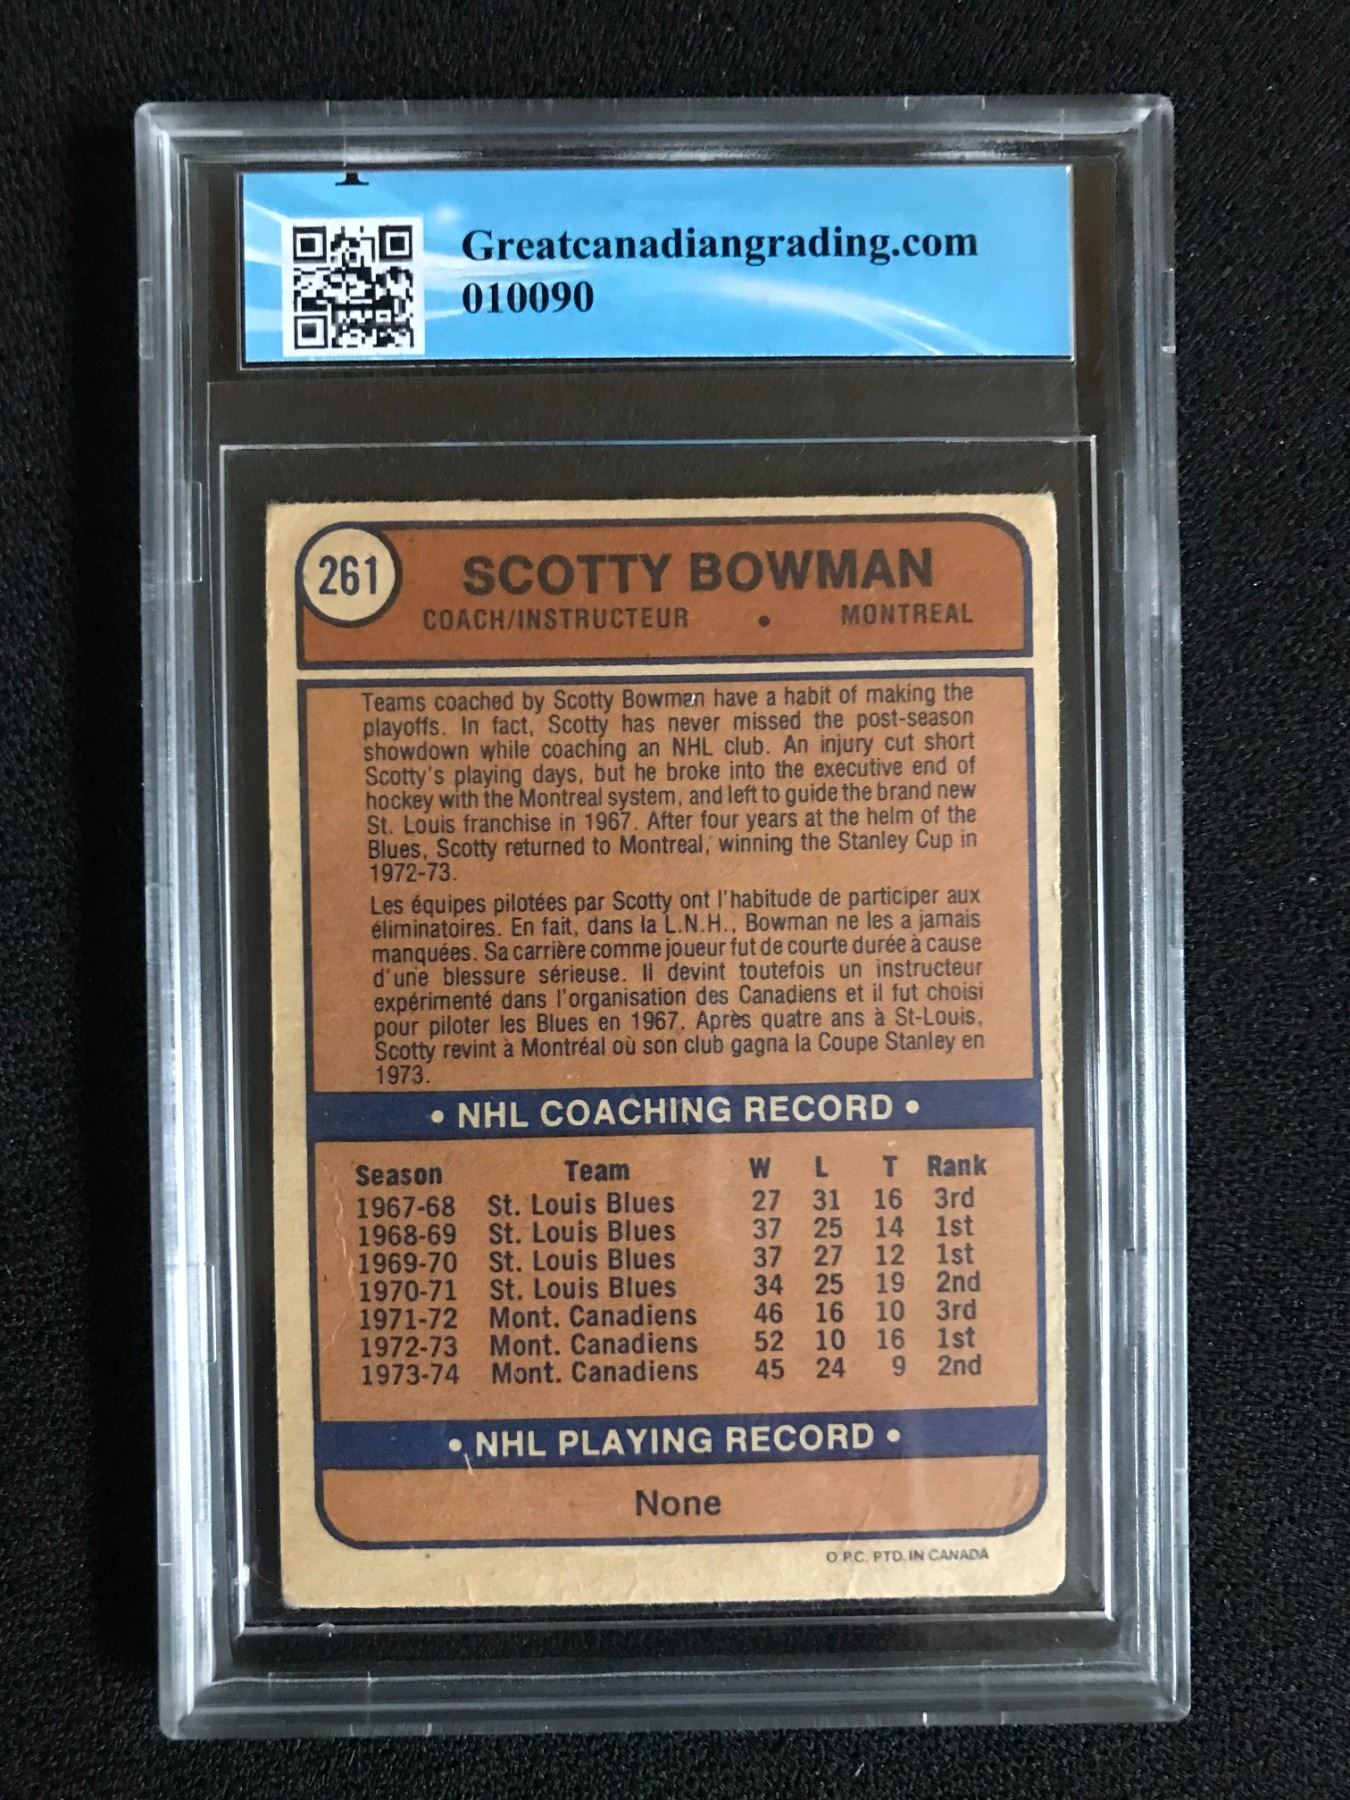 Greatcanadiangrading.com
010090
261
SCOTTY BOWMAN
COACH/INSTRUCTEUR • MONTREAL
Teams coached by Scotty Bowman have a habit of making the
playoffs. In fact, Scotty has never missed the post-season
showdown while coaching an NHL club. An injury cut short
Scotty's playing days, but he broke into the executive end of
hockey with the Montreal system, and left to guide the brand new
St. Louis franchise in 1967. After four years at the helm of the
Blues, Scotty returned to Montreal, winning the Stanley Cup in
1972-73.
Les équipes pilotées par Scotty ont l'habitude de participer aux
éliminatoires. En fait, dans la L.N.H., Bowman ne les a jamais
manquées. Sa carrière comme joueur fut de courte durée à cause
d'une blessure sérieuse. Il devint toutefois un instructeur
expérimenté dans l'organisation des Canadiens et il fut choisi
pour piloter les Blues en 1967. Après quatre ans à St-Louis,
Scotty revint à Montréal où son club gagna la Coupe Stanley en
1973.
• NHL COACHING RECORD •
Season Team W L T Rank
1967-68 St. Louis Blues 27 31 16 3rd
1968-69 St. Louis Blues 37 25 14 1st
1969-70 St. Louis Blues 37 27 12 1st
1970-71 St. Louis Blues 34 25 19 2nd
1971-72 Mont. Canadiens 46 16 10 3rd
1972-73 Mont. Canadiens 52 10 16 1st
1973-74 Mont. Canadiens 45 24 9 2nd
• NHL PLAYING RECORD •
None
O.P.C. PTD. IN CANADA